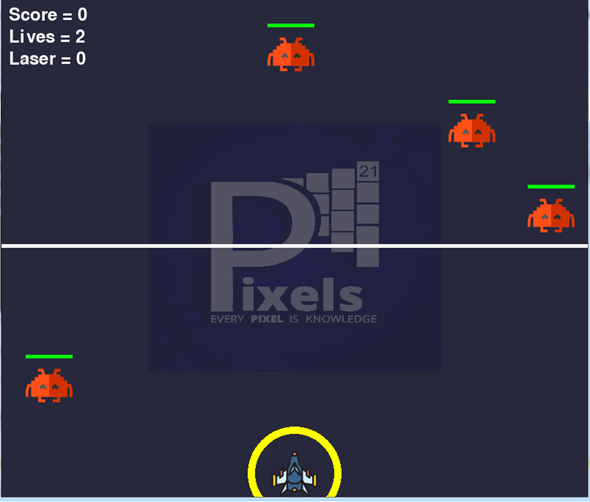 Score = 0
Lives = 2
Laser = 0
21
Pixels
EVERY PIXEL IS KNOWLEDGE